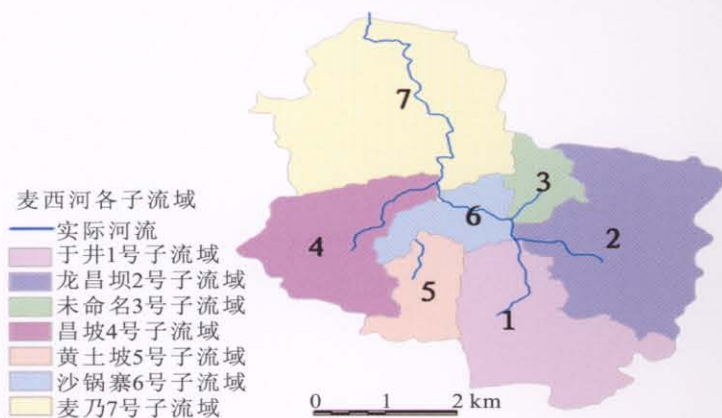 7
3
6
4
2
5
1
麦西河各子流域
实际河流
于井1号子流域
龙昌坝2号子流域
未命名3号子流域
昌坡4号子流域
黄土坡5号子流域
沙锅寨6号子流域
麦乃7号子流域
0 1 2 km